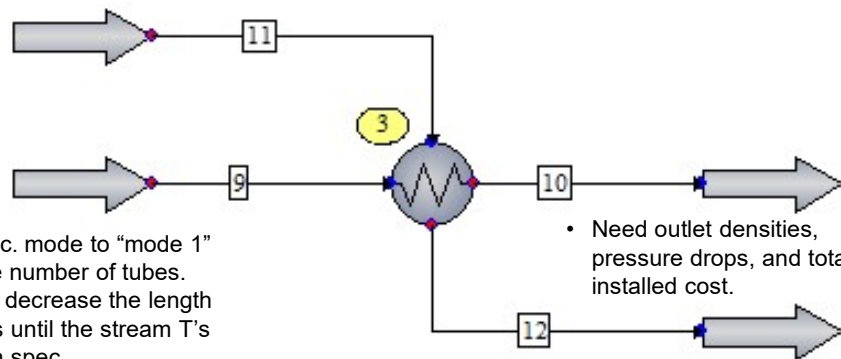 11
3
9
10
c. mode to “mode 1”
number of tubes.
decrease the length
until the stream T’s
spec
12
• Need outlet densities,
pressure drops, and
installed cost.